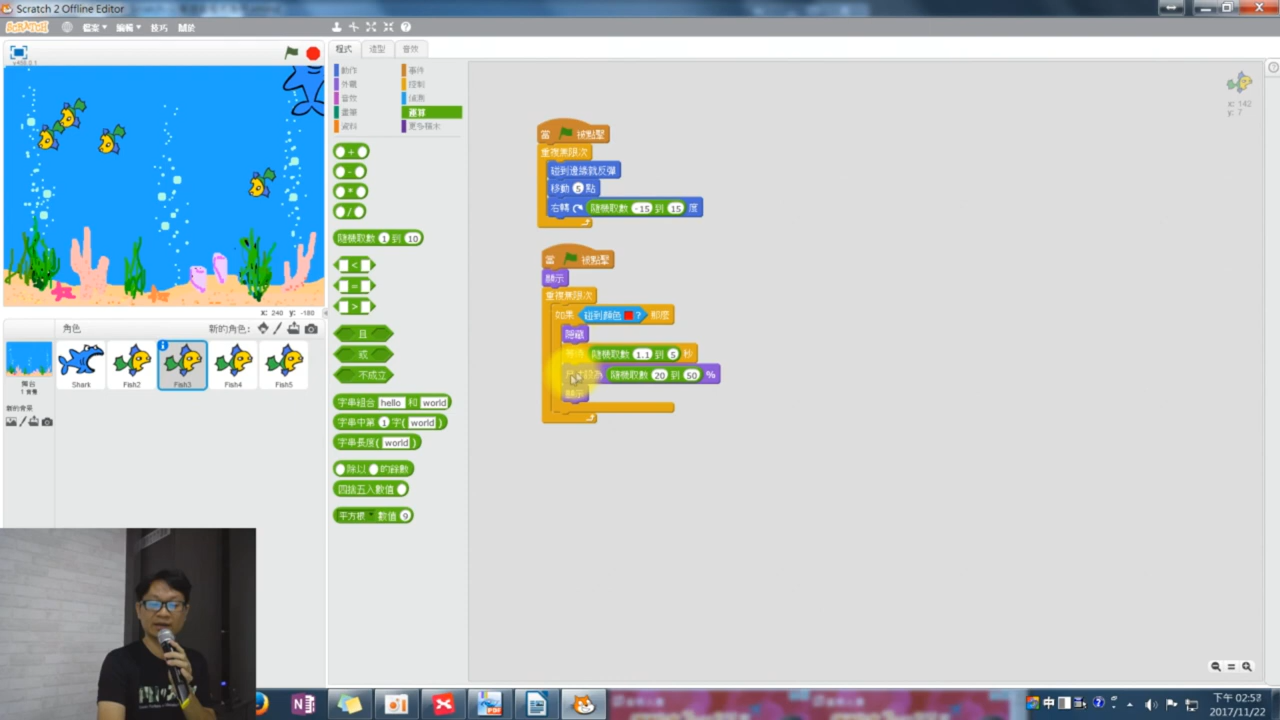 Scratch 2 Offline Editor
SCRATCH 檔案 編輯 技巧 關於
v456.0.1
程式 造型 音效
動作 事件
外觀 控制
音效 偵測
畫筆 運算
資料 更多積木
+
-
*
/
隨機取數 1 到 10
<
=
>
且
或
不成立
字串組合 hello 和 world
字串中第 1 字( world )
字串長度( world )
除以 的餘數
四捨五入數值
平方根 數值 9
當 被點擊
重複無限次
碰到邊緣就反彈
移動 5 點
右轉 隨機取數 -15 到 15 度
當 被點擊
顯示
重複無限次
如果 碰到顏色 ? 那麼
隱藏
等待 隨機取數 1.1 到 5 秒
隨機取數 20 到 50 %
顯示
x: 142
y: 7
x: 240 y: -180
角色 新的角色:
舞台
1 背景
新的背景
Shark Fish2 Fish3 Fish4 Fish5
中
下午 02:53
2017/11/22